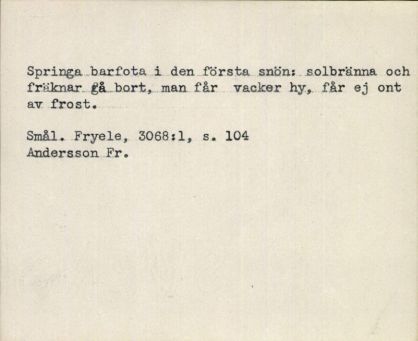 Springa barfota i den första snön: solbränna och
fräknar gå bort, man får vacker hy, får ej ont
av frost.
Smål. Fryele, 3068:1, s. 104
Andersson Fr.